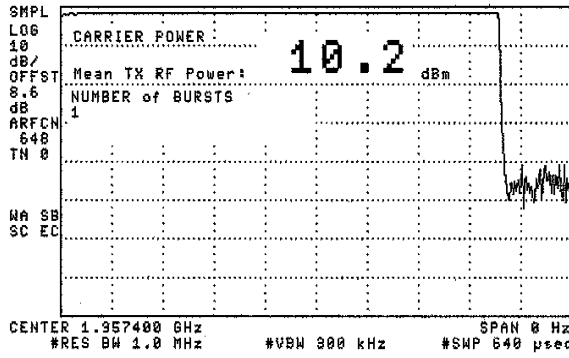 SMPL
LOG
10
dB/
OFFST
8.6
dB
ARFCN
648
TN 0
WA SB
SC EC
CARRIER POWER
Mean TX RF Power:
10.2 dBm
NUMBER of BURSTS
1
CENTER 1.957400 GHz SPAN 0 Hz
#RES BW 1.0 MHz #VBW 300 kHz #SWP 640 µsec